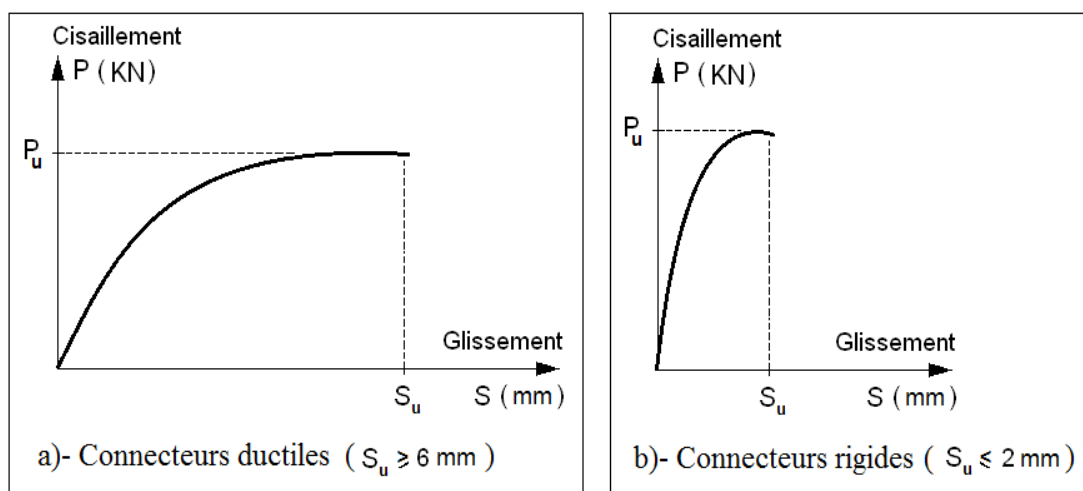 Cisaillement
P ( KN )
Pu
Glissement
Su
S ( mm )
a)- Connecteurs ductiles ( Su ⩾ 6 mm )
Cisaillement
P ( KN )
Pu
Glissement
Su
S ( mm )
b)- Connecteurs rigides ( Su ⩽ 2 mm )